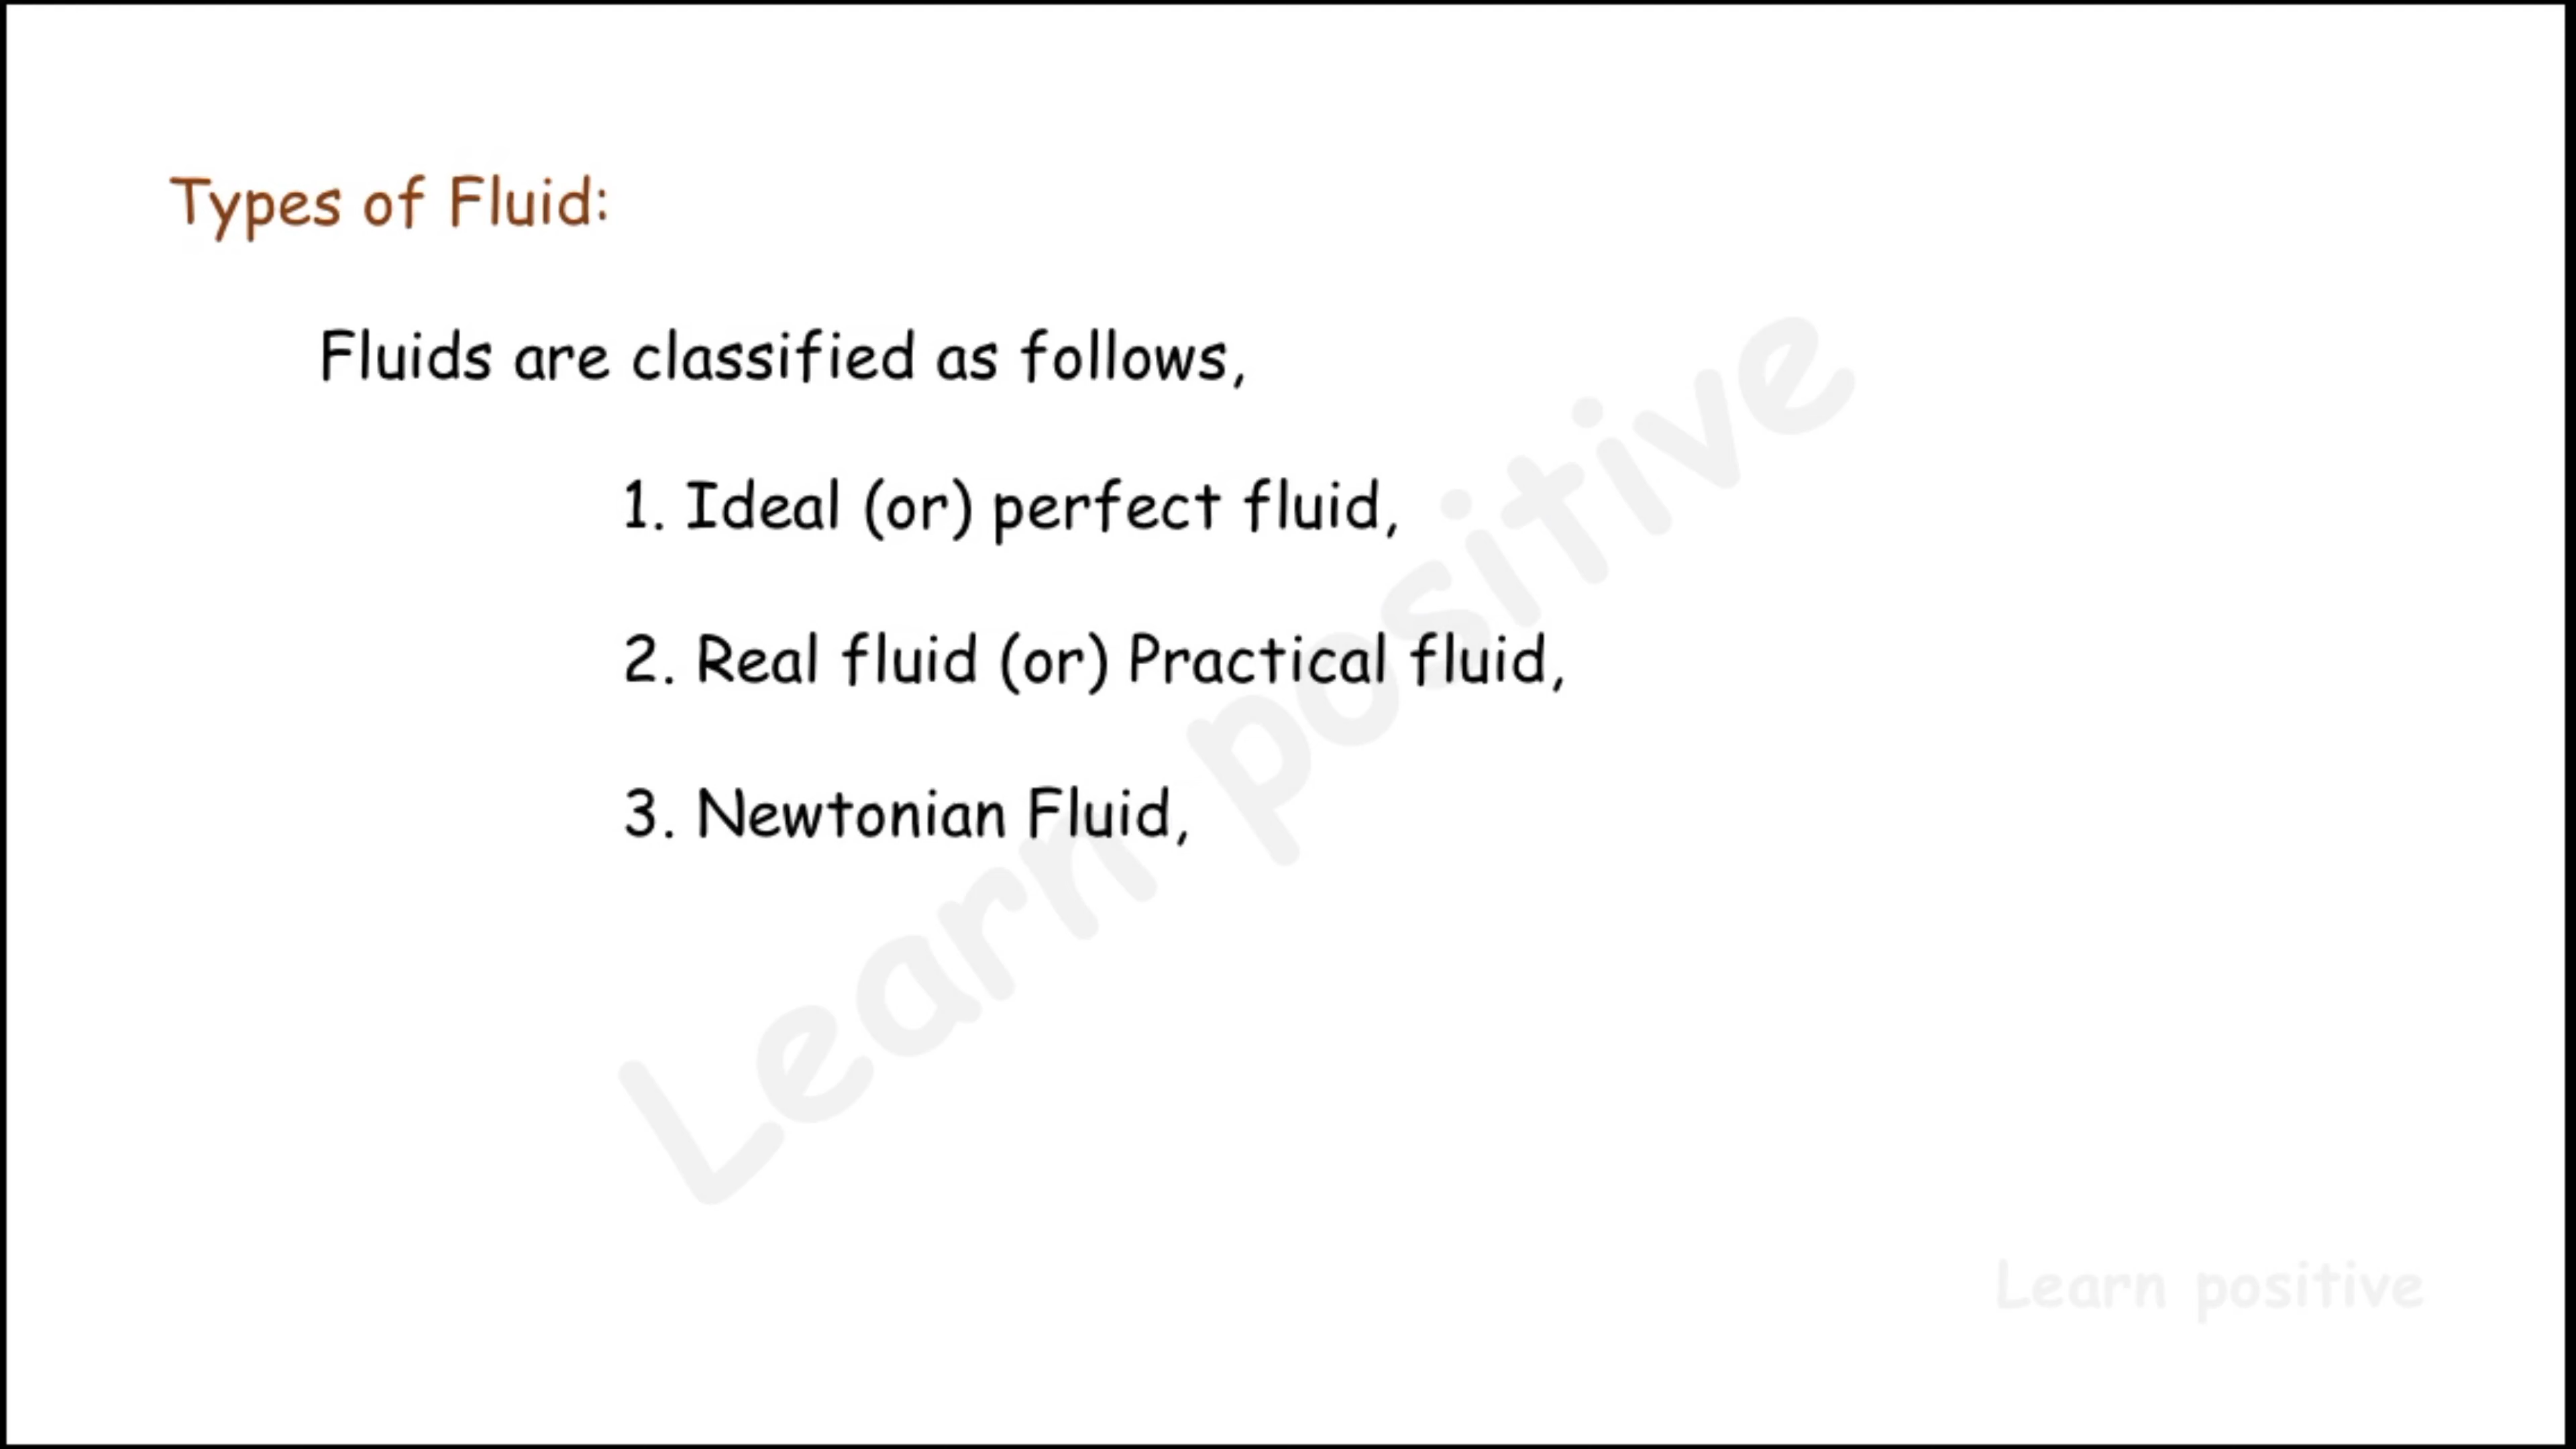 Types of Fluid:
Fluids are classified as follows,
1. Ideal (or) perfect fluid,
2. Real fluid (or) Practical fluid,
3. Newtonian Fluid,
Learn positive
Learn positive